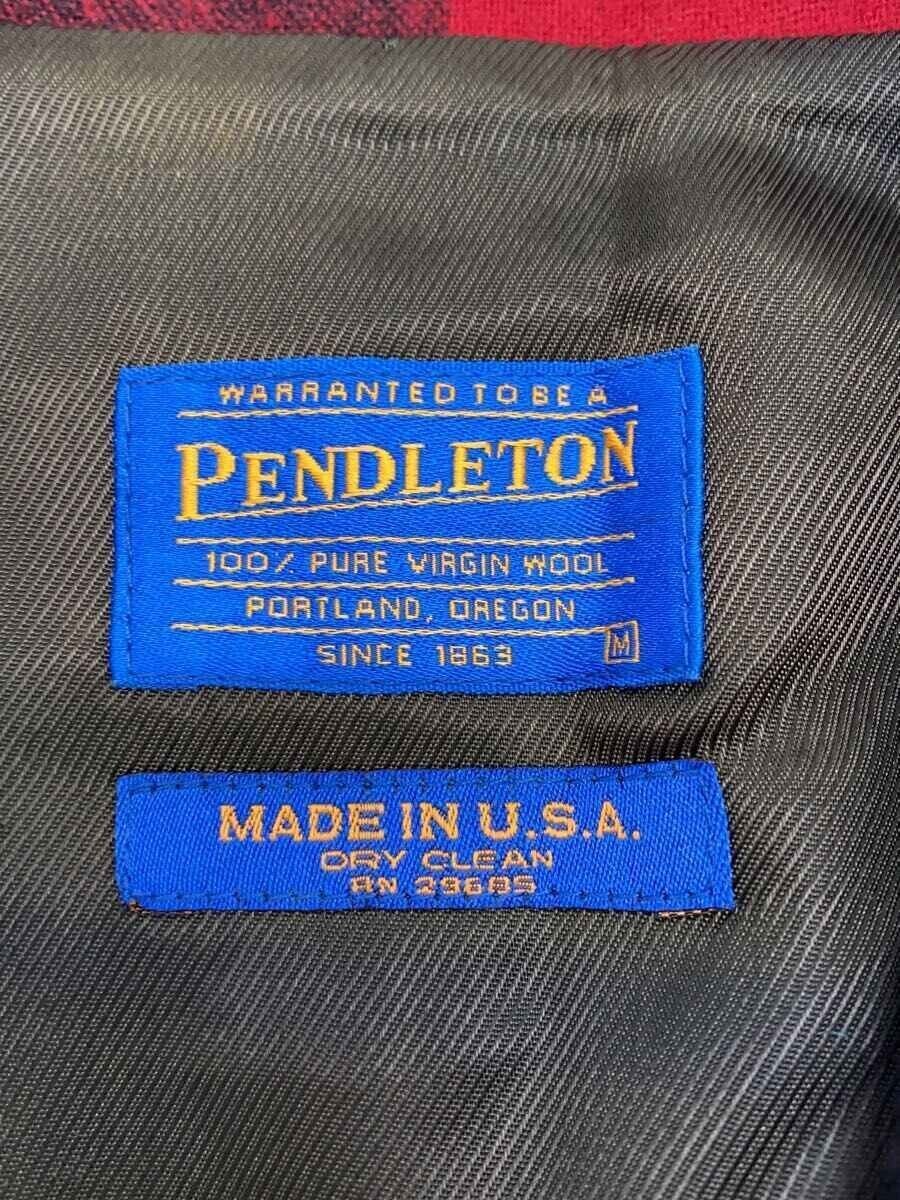 WARRANTED TO BE A
PENDLETON
100% PURE VIRGIN WOOL
PORTLAND, OREGON
SINCE 1863 M
MADE IN U.S.A.
DRY CLEAN
RN 29685